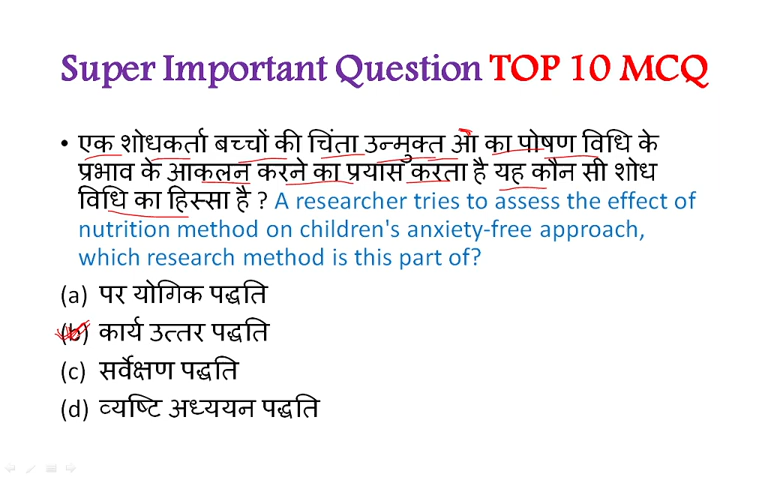 Super Important Question TOP 10 MCQ
• एक शोधकर्ता बच्चों की चिंता उन्मुक्त ओ का पोषण विधि के
प्रभाव के आकलन करने का प्रयास करता है यह कौन सी शोध
विधि का हिस्सा है ? A researcher tries to assess the effect of
nutrition method on children's anxiety-free approach,
which research method is this part of?
(a) पर योगिक पद्धति
(b) कार्य उत्तर पद्धति
(c) सर्वेक्षण पद्धति
(d) व्यष्टि अध्ययन पद्धति